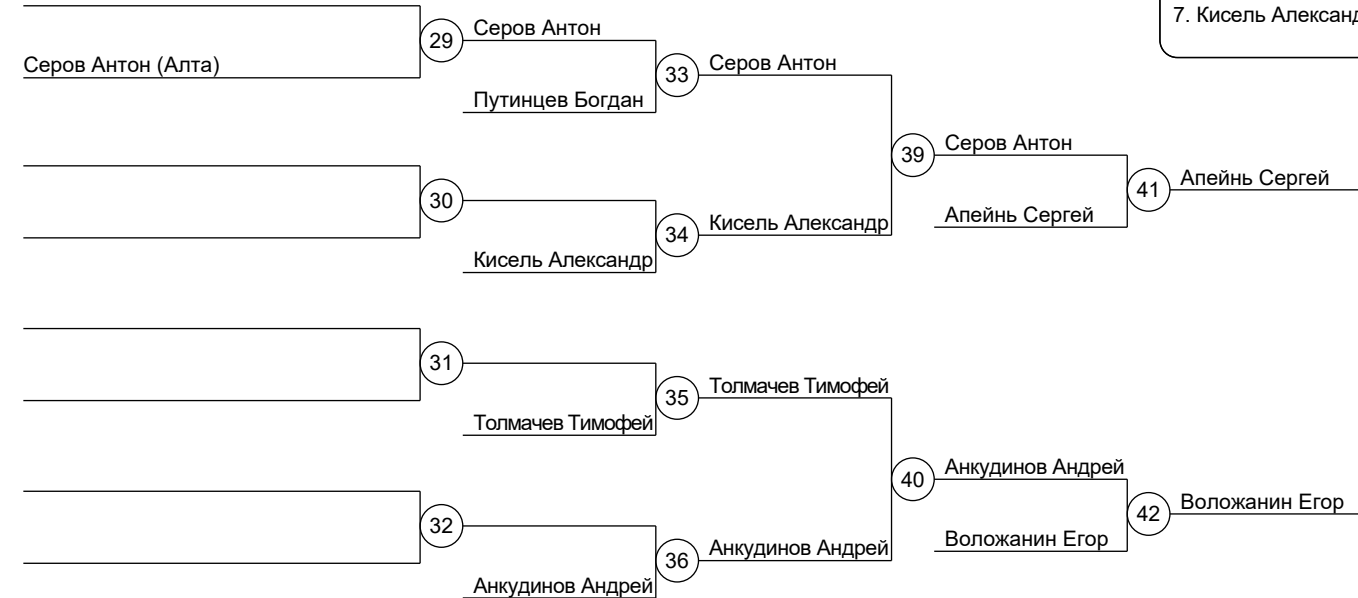 7. Кисель Александ
Серов Антон
29
Серов Антон (Алта)
Серов Антон
33
Путинцев Богдан
Серов Антон
39
Апейнь Сергей
41
Апейнь Сергей
30
Кисель Александр
34
Кисель Александр
31
Толмачев Тимофей
35
Толмачев Тимофей
Анкудинов Андрей
40
Воложанин Егор
42
Воложанин Егор
32
Анкудинов Андрей
36
Анкудинов Андрей